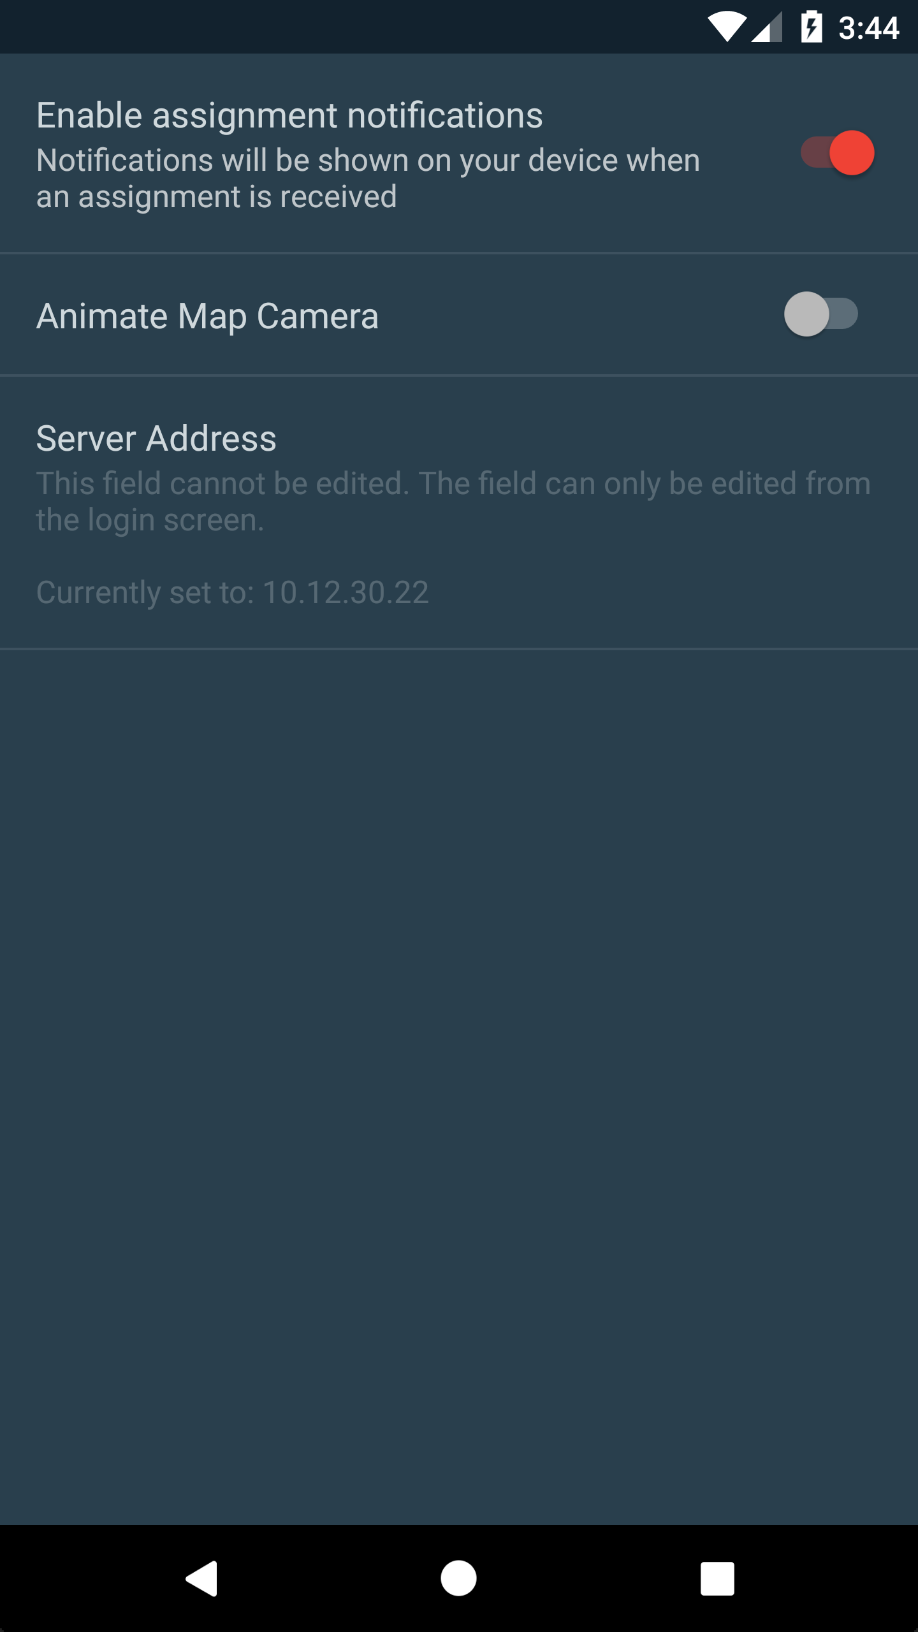 3:44
Enable assignment notifications
Notifications will be shown on your device when
an assignment is received
Animate Map Camera
Server Address
This field cannot be edited. The field can only be edited from
the login screen.
Currently set to: 10.12.30.22